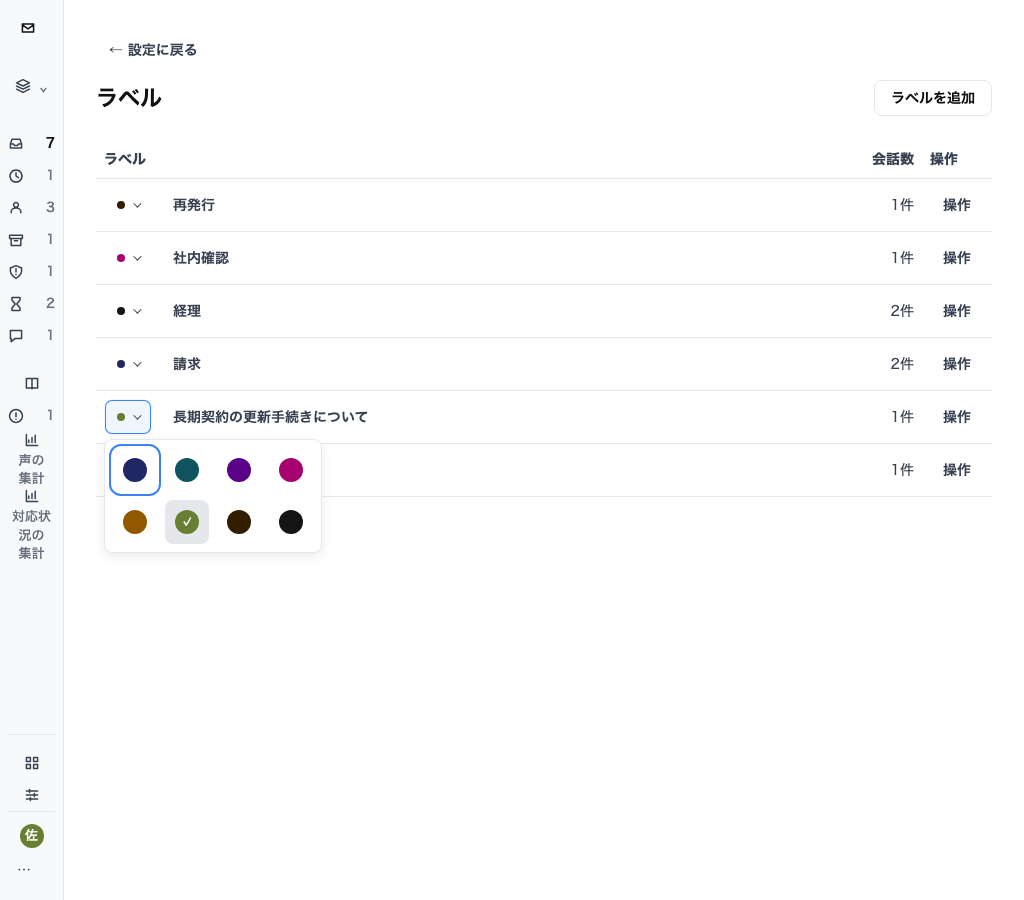 ← 設定に戻る
ラベル
ラベルを追加
7
1
3
1
1
2
1
1
声の
集計
対応状
況の
集計
佐
…
ラベル 会話数 操作
再発行 1件 操作
社内確認 1件 操作
経理 2件 操作
請求 2件 操作
長期契約の更新手続きについて 1件 操作
1件 操作